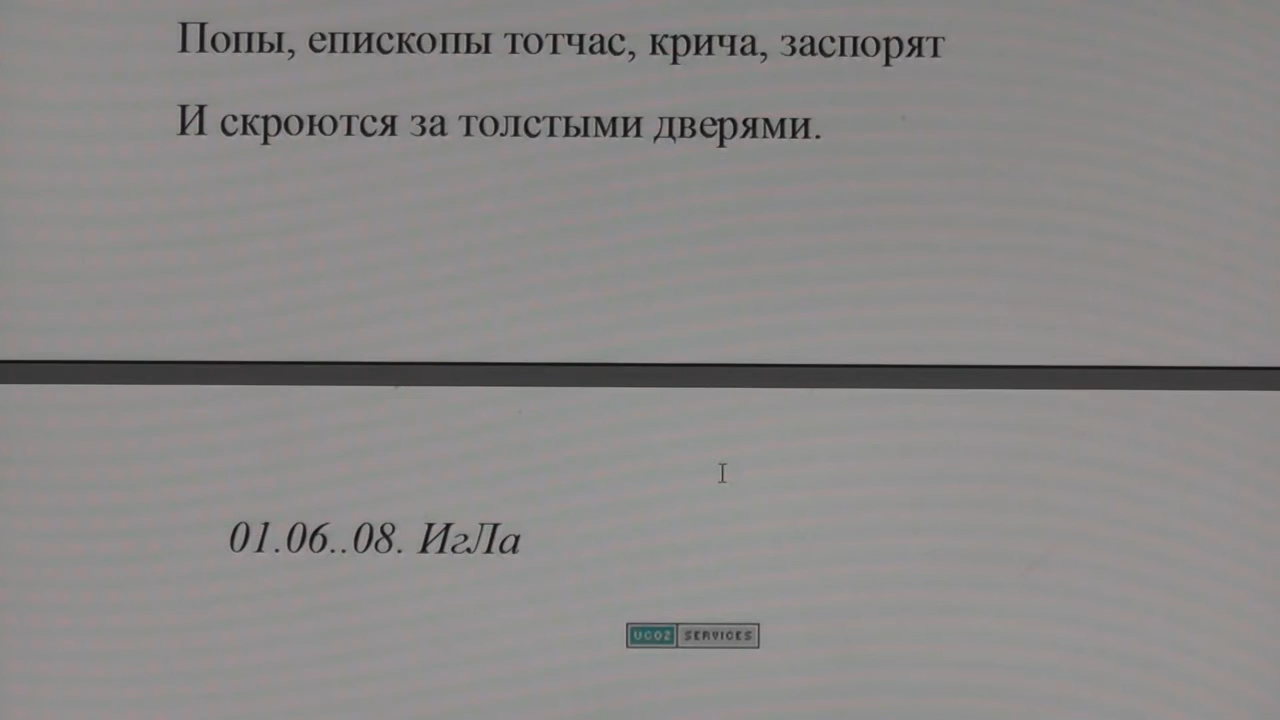 Попы, епископы тотчас, крича, заспорят
И скроются за толстыми дверями.
01.06..08. ИгЛа
UCOZ SERVICES